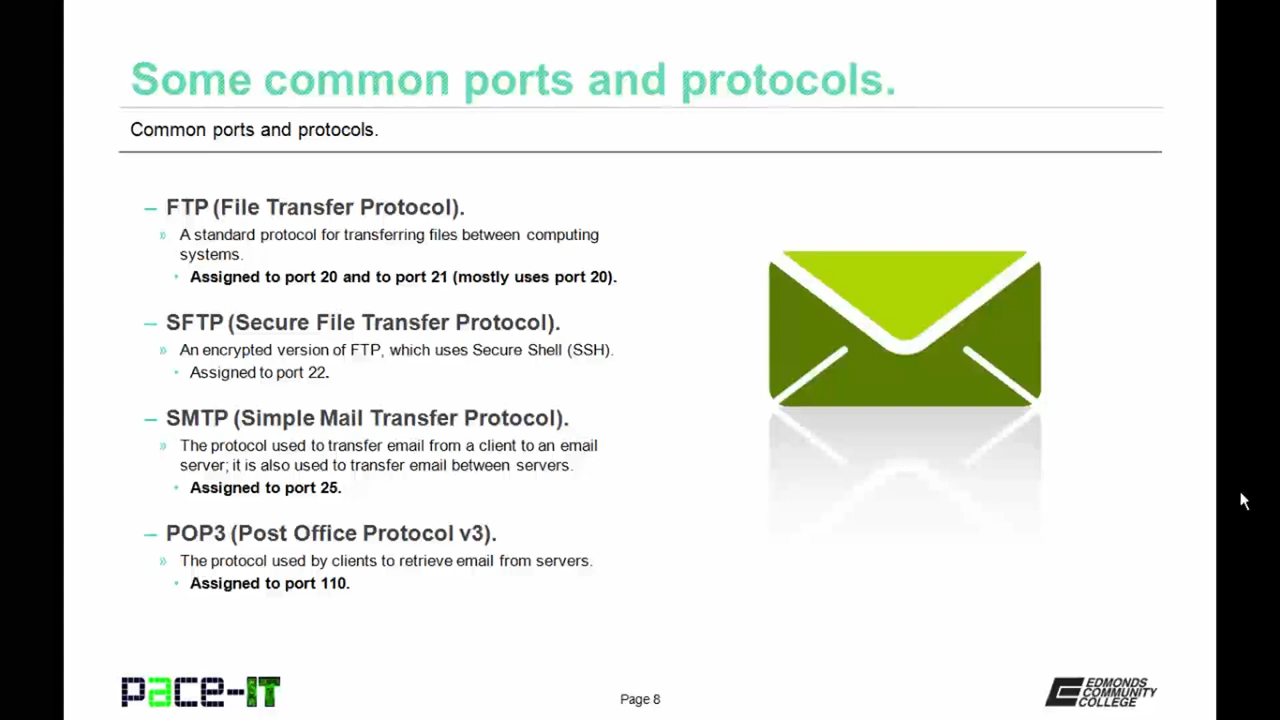 Some common ports and protocols.
Common ports and protocols.
– FTP (File Transfer Protocol).
» A standard protocol for transferring files between computing
systems.
• Assigned to port 20 and to port 21 (mostly uses port 20).
– SFTP (Secure File Transfer Protocol).
» An encrypted version of FTP, which uses Secure Shell (SSH).
• Assigned to port 22.
– SMTP (Simple Mail Transfer Protocol).
» The protocol used to transfer email from a client to an email
server; it is also used to transfer email between servers.
• Assigned to port 25.
– POP3 (Post Office Protocol v3).
» The protocol used by clients to retrieve email from servers.
• Assigned to port 110.
pace-IT
Page 8
EDMONDS
COMMUNITY
COLLEGE